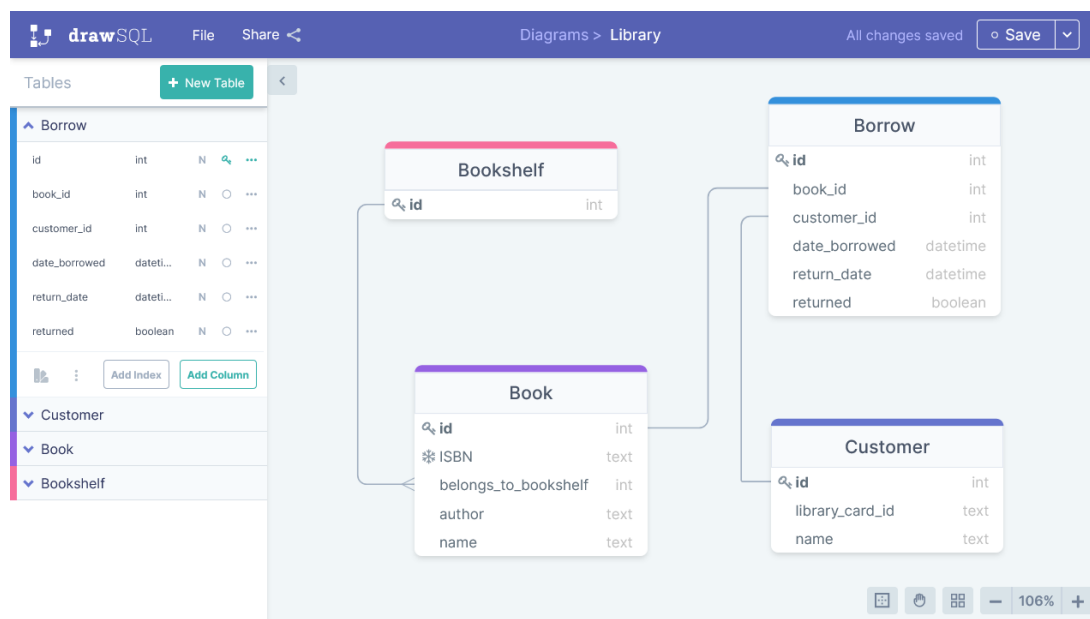 drawSQL File Share Diagrams > Library All changes saved Save
Tables + New Table
Borrow
id int N
book_id int N
customer_id int N
date_borrowed dateti... N
return_date dateti... N
returned boolean N
Add Index Add Column
Customer
Book
Bookshelf
Bookshelf
id int
Borrow
id int
book_id int
customer_id int
date_borrowed datetime
return_date datetime
returned boolean
Book
id int
ISBN text
belongs_to_bookshelf int
author text
name text
Customer
id int
library_card_id text
name text
106%